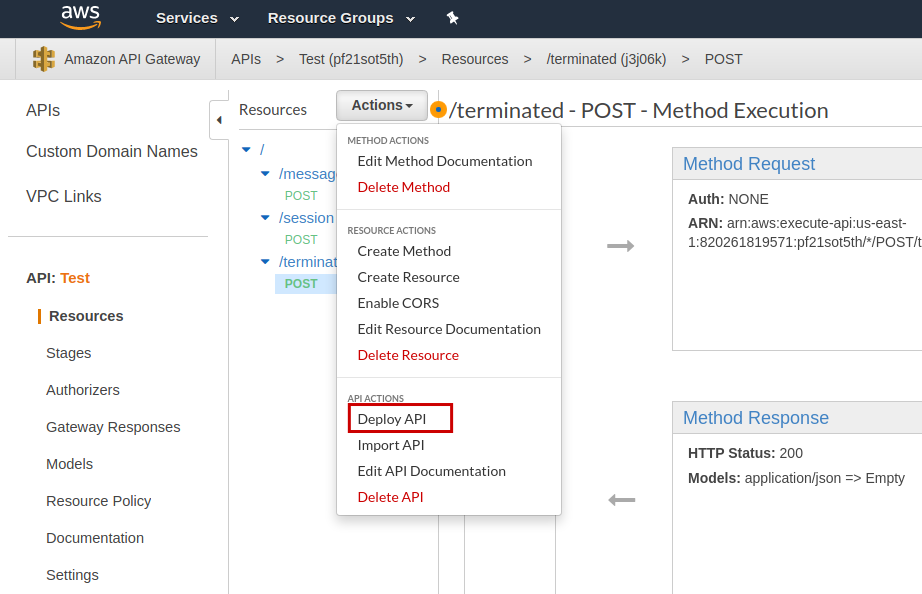 aws
Services
Resource Groups
Amazon API Gateway
APIs > Test (pf21sot5th) > Resources > /terminated (j3j06k) > POST
APIs
Custom Domain Names
VPC Links
API: Test
Resources
Stages
Authorizers
Gateway Responses
Models
Resource Policy
Documentation
Settings
Resources
Actions
/
/messag
POST
/session
POST
/terminat
POST
METHOD ACTIONS
Edit Method Documentation
Delete Method
RESOURCE ACTIONS
Create Method
Create Resource
Enable CORS
Edit Resource Documentation
Delete Resource
API ACTIONS
Deploy API
Import API
Edit API Documentation
Delete API
/terminated - POST - Method Execution
Method Request
Auth: NONE
ARN: arn:aws:execute-api:us-east-
1:820261819571:pf21sot5th/*/POST/t
Method Response
HTTP Status: 200
Models: application/json => Empty